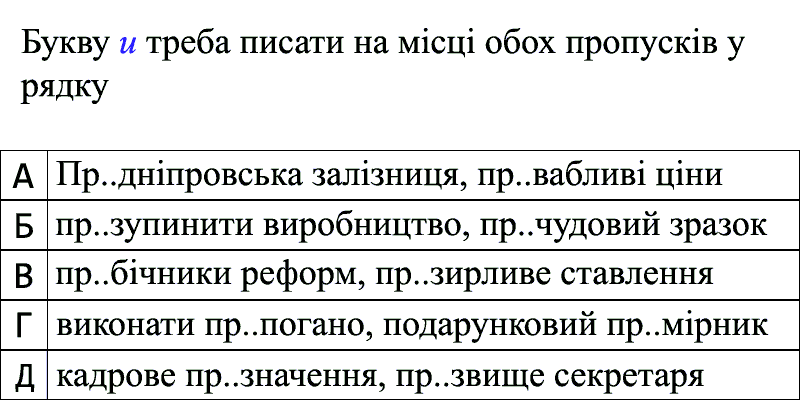 Букву и треба писати на місці обох пропусків у
рядку
А Пр..дніпровська залізниця, пр..вабливі ціни
Б пр..зупинити виробництво, пр..чудовий зразок
В пр..бічники реформ, пр..зирливе ставлення
Г виконати пр..погано, подарунковий пр..мірник
Д кадрове пр..значення, пр..звище секретаря